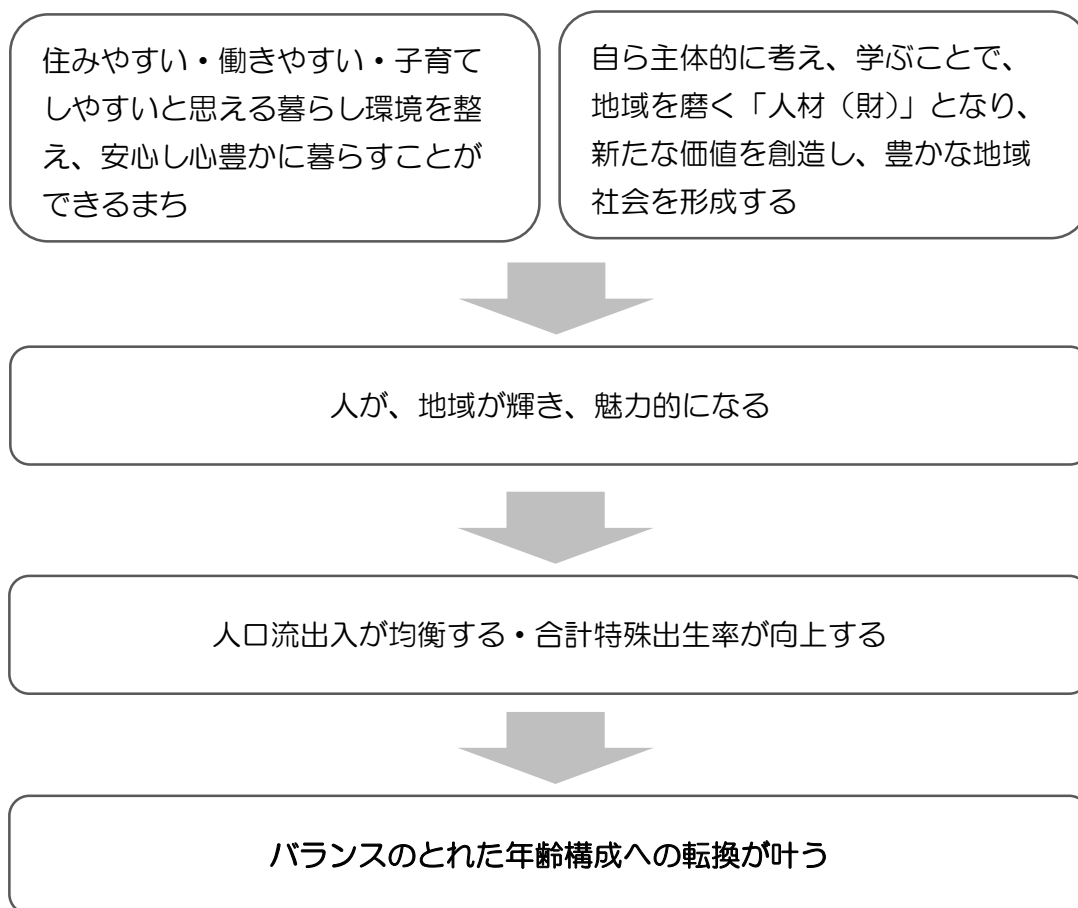 住みやすい・働きやすい・子育て
しやすいと思える暮らし環境を整
え、安心し心豊かに暮らすことが
できるまち
自ら主体的に考え、学ぶことで、
地域を磨く「人材（財）」となり、
新たな価値を創造し、豊かな地域
社会を形成する
人が、地域が輝き、魅力的になる
人口流出入が均衡する・合計特殊出生率が向上する
バランスのとれた年齢構成への転換が叶う